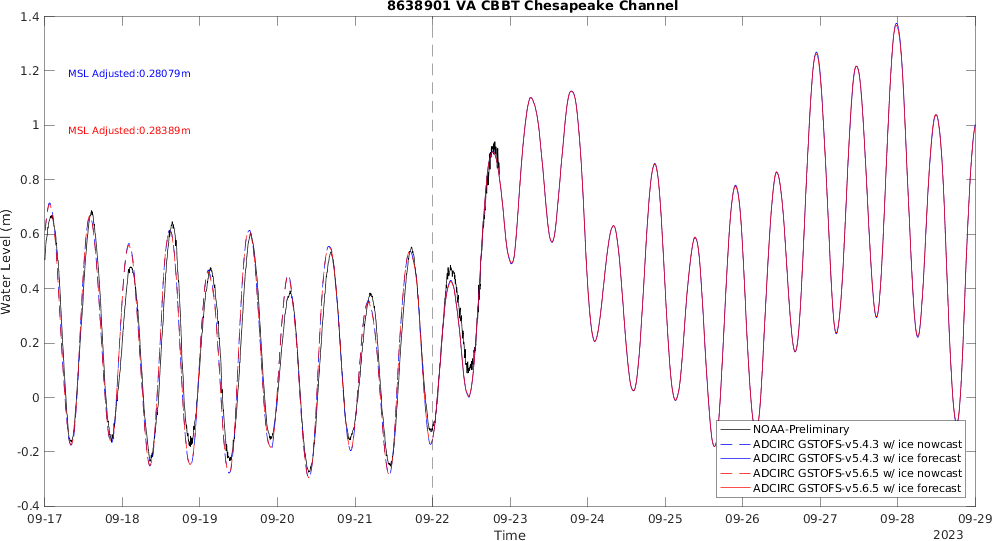 8638901 VA CBBT Chesapeake Channel
1.4
1.2
1
0.8
0.6
0.4
0.2
0
-0.2
-0.4
Water Level (m)
MSL Adjusted:0.28079m
MSL Adjusted:0.28389m
NOAA-Preliminary
ADCIRC GSTOFS-v5.4.3 w/ ice nowcast
ADCIRC GSTOFS-v5.4.3 w/ ice forecast
ADCIRC GSTOFS-v5.6.5 w/ ice nowcast
ADCIRC GSTOFS-v5.6.5 w/ ice forecast
09-17 09-18 09-19 09-20 09-21 09-22 09-23 09-24 09-25 09-26 09-27 09-28 09-29
Time
2023